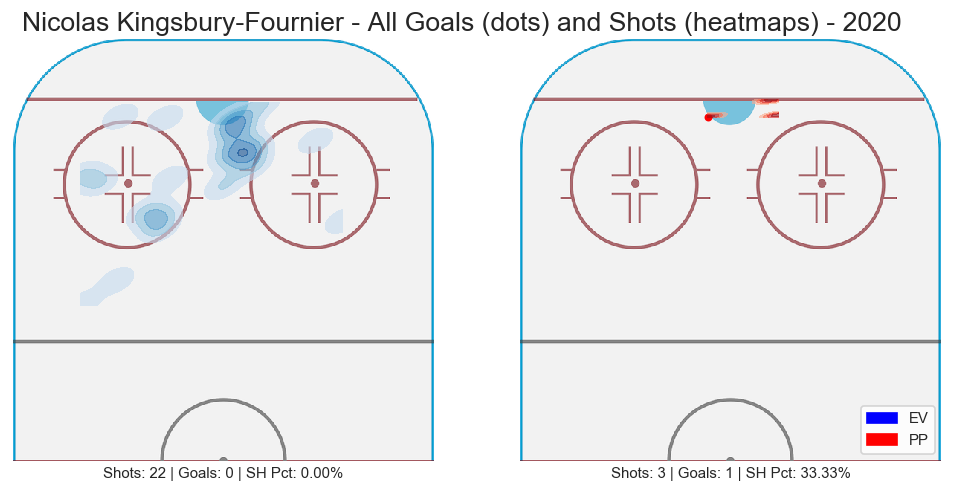 Nicolas Kingsbury-Fournier - All Goals (dots) and Shots (heatmaps) - 2020
EV
PP
Shots: 22 | Goals: 0 | SH Pct: 0.00%
Shots: 3 | Goals: 1 | SH Pct: 33.33%